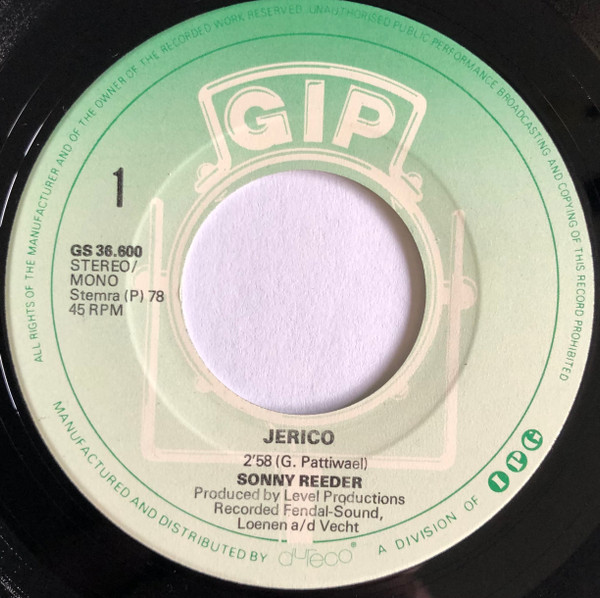 ALL RIGHTS OF THE MANUFACTURER AND OF THE OWNER OF THE RECORDED WORK RESERVED. UNAUTHORISED PUBLIC PERFORMANCE BROADCASTING AND COPYING OF THIS RECORD PROHIBITED
GIP
1
GS 36.600
STEREO/
MONO
Stemra (P) 78
45 RPM
JERICO
2'58 (G. Pattiwael)
SONNY REEDER
Produced by Level Productions
Recorded Fendal-Sound,
Loenen a/d Vecht
MANUFACTURED AND DISTRIBUTED BY dureco® A DIVISION OF